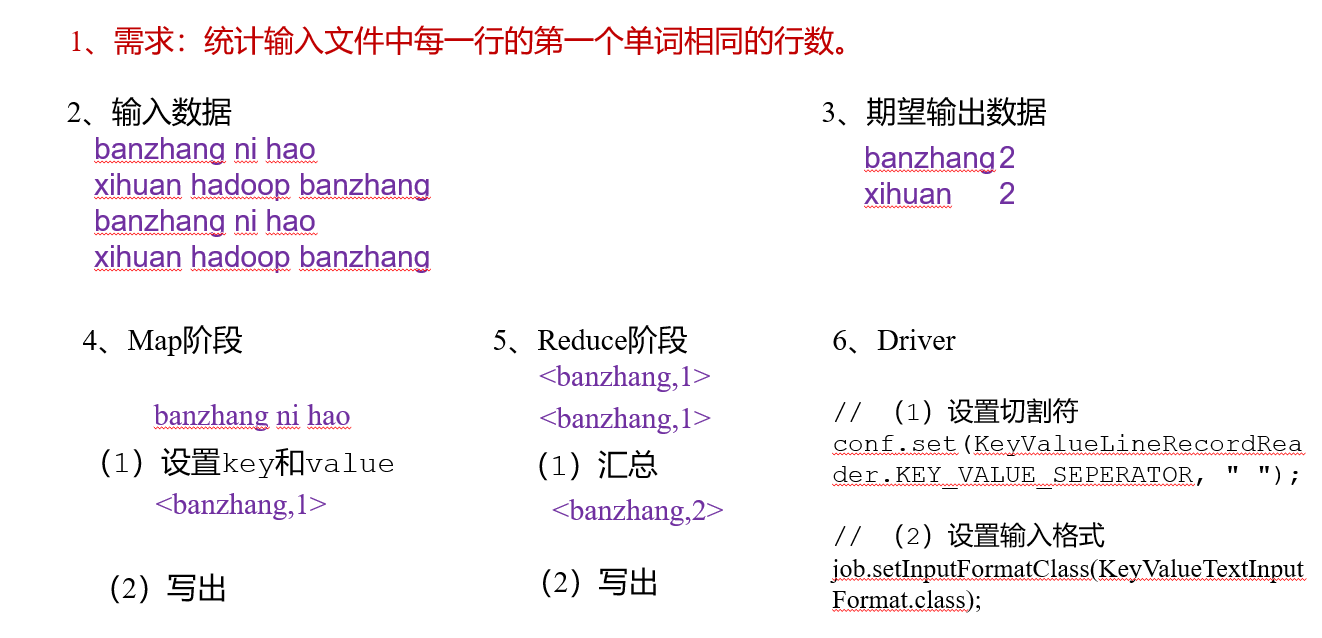 1、需求：统计输入文件中每一行的第一个单词相同的行数。
2、输入数据
banzhang ni hao
xihuan hadoop banzhang
banzhang ni hao
xihuan hadoop banzhang
3、期望输出数据
banzhang 2
xihuan 2
4、Map阶段
banzhang ni hao
（1）设置key和value
<banzhang,1>
（2）写出
5、Reduce阶段
<banzhang,1>
<banzhang,1>
（1）汇总
<banzhang,2>
（2）写出
6、Driver
// （1）设置切割符
conf.set(KeyValueLineRecordRea
der.KEY_VALUE_SEPERATOR, " ");
// （2）设置输入格式
job.setInputFormatClass(KeyValueTextInput
Format.class);